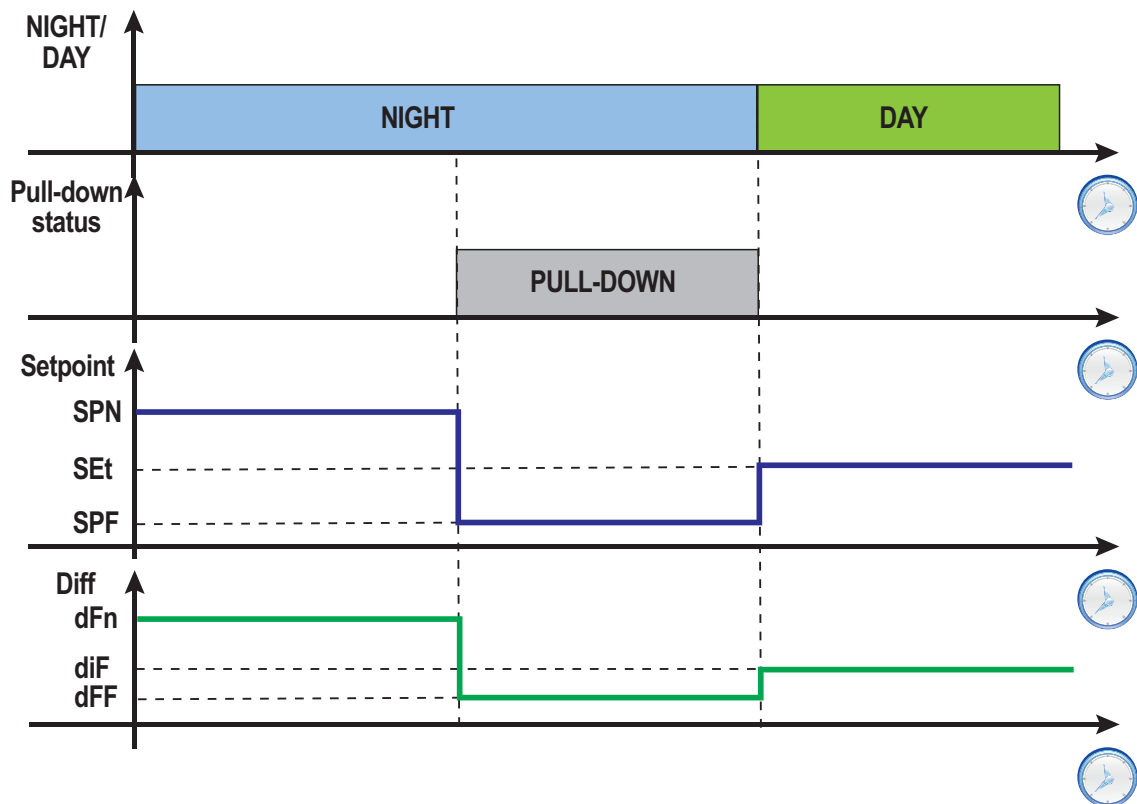 NIGHT/
DAY
NIGHT
DAY
Pull-down
status
PULL-DOWN
Setpoint
SPN
SEt
SPF
Diff
dFn
diF
dFF